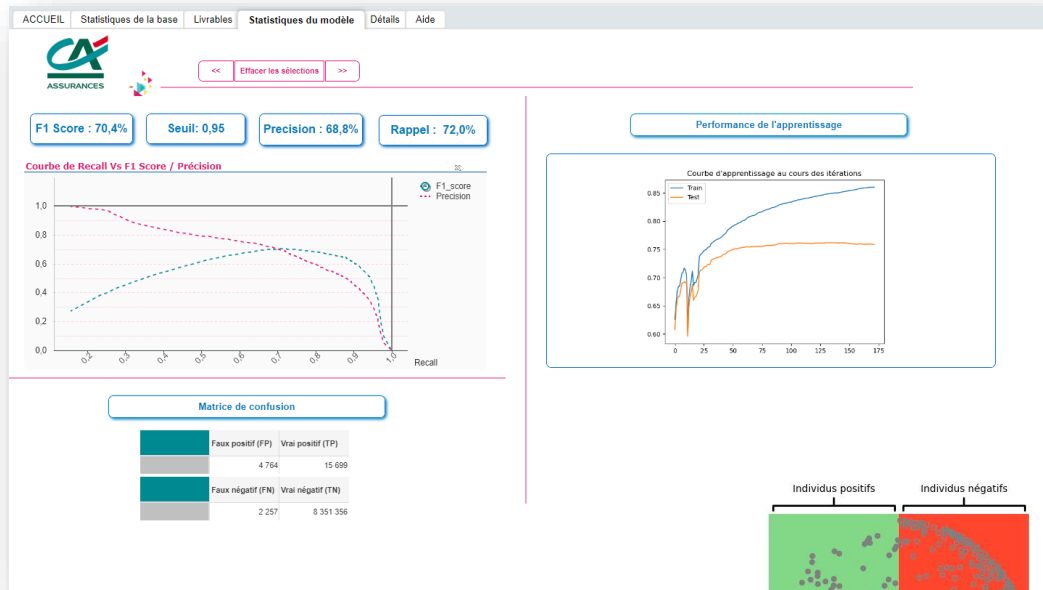 ACCUEIL Statistiques de la base Livrables Statistiques du modèle Détails Aide
CA
ASSURANCES
<< Effacer les sélections >>
F1 Score : 70,4% Seuil: 0,95 Precision : 68,8% Rappel : 72,0%
Courbe de Recall Vs F1 Score / Précision
F1_score
Precision
1,0
0,8
0,6
0,4
0,2
0,0
0,2 0,3 0,4 0,5 0,6 0,7 0,8 0,9 1,0
Recall
Matrice de confusion
Faux positif (FP) Vrai positif (TP)
4 764 15 699
Faux négatif (FN) Vrai négatif (TN)
2 257 8 351 356
Performance de l'apprentissage
Courbe d'apprentissage au cours des itérations
Train
Test
0.85
0.80
0.75
0.70
0.65
0.60
0 25 50 75 100 125 150 175
Individus positifs Individus négatifs